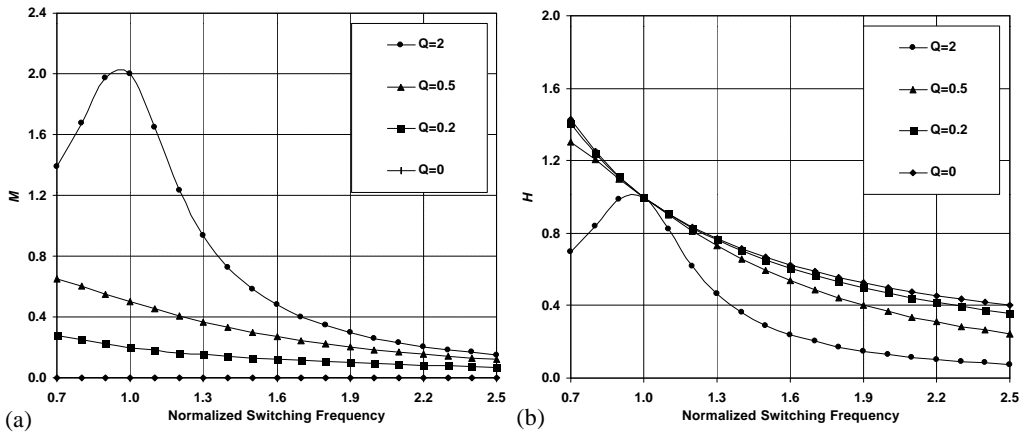 2.4
2.0
1.6
1.2
0.8
0.4
0.0
M
Q=2
Q=0.5
Q=0.2
Q=0
0.7 1.0 1.3 1.6 1.9 2.2 2.5
Normalized Switching Frequency
(a)
2.0
1.6
1.2
0.8
0.4
0.0
H
Q=2
Q=0.5
Q=0.2
Q=0
0.7 1.0 1.3 1.6 1.9 2.2 2.5
Normalized Switching Frequency
(b)